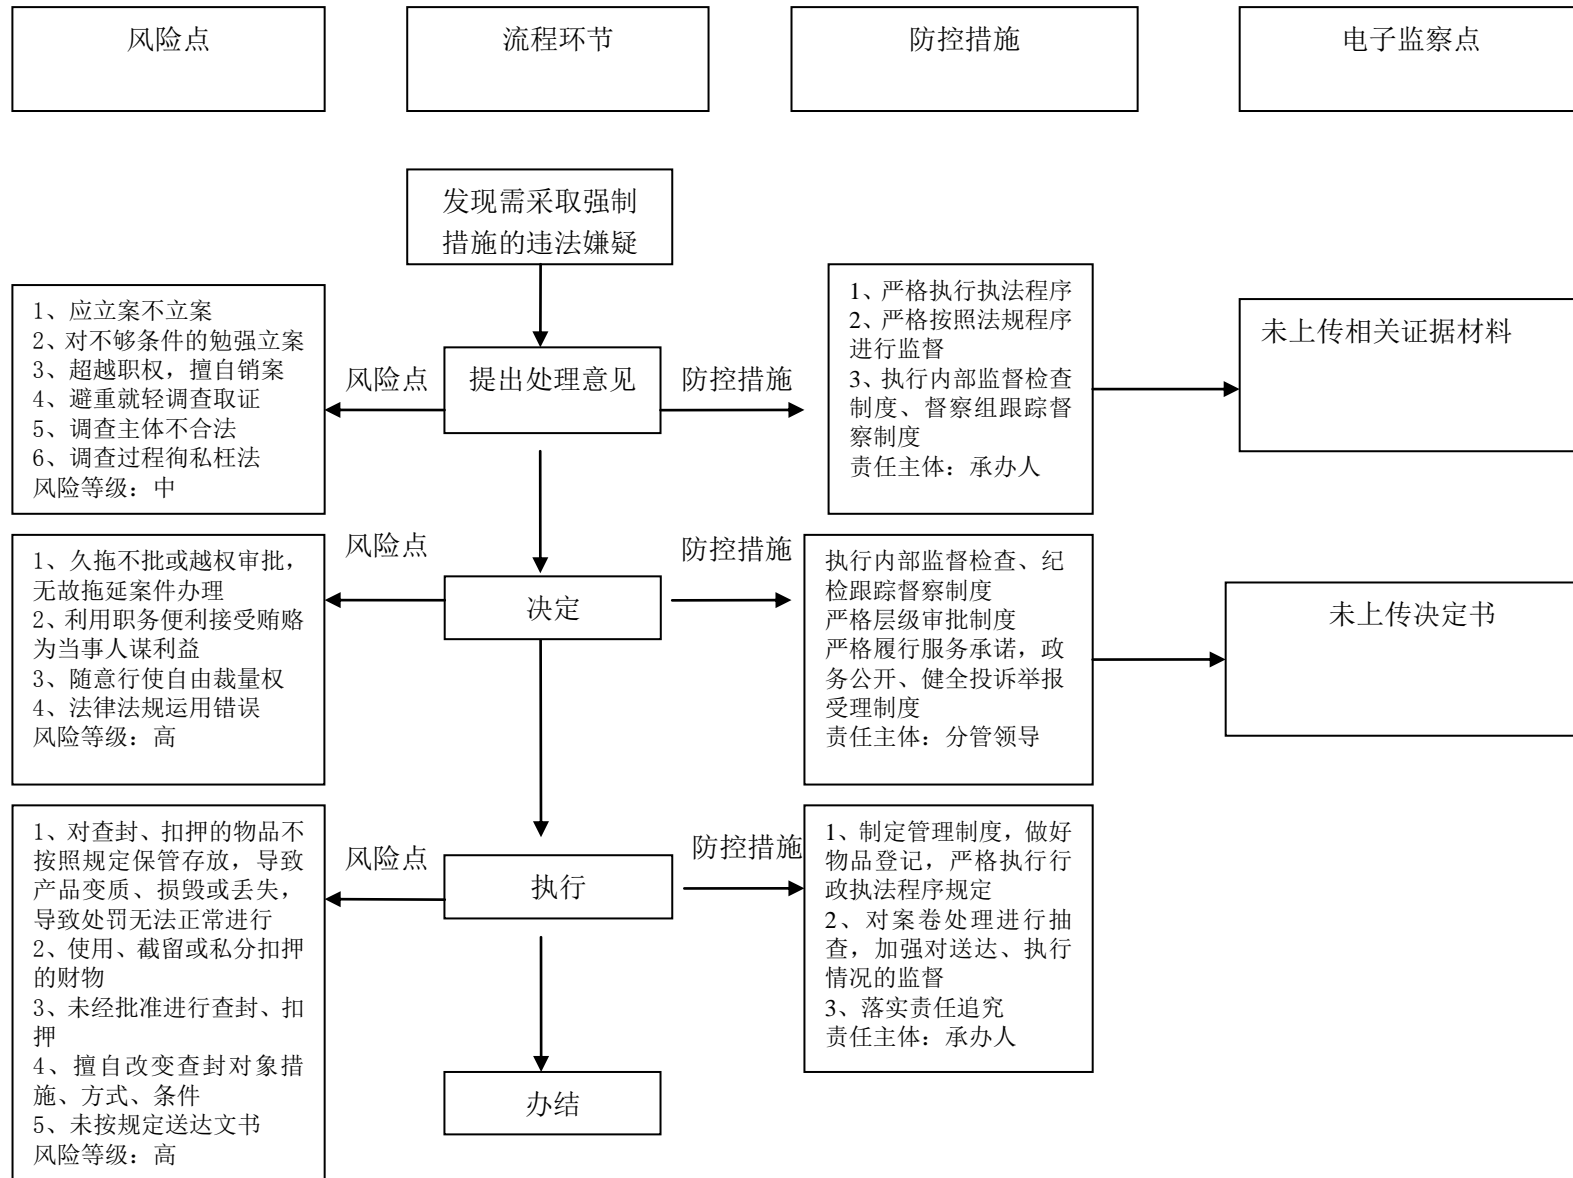 风险点
流程环节
防控措施
电子监察点
发现需采取强制
措施的违法嫌疑
1、应立案不立案
2、对不够条件的勉强立案
3、超越职权，擅自销案
4、避重就轻调查取证
5、调查主体不合法
6、调查过程徇私枉法
风险等级：中
风险点
提出处理意见
防控措施
1、严格执行执法程序
2、严格按照法规程序
进行监督
3、执行内部监督检查
制度、督察组跟踪督
察制度
责任主体：承办人
未上传相关证据材料
1、久拖不批或越权审批，
无故拖延案件办理
2、利用职务便利接受贿赂
为当事人谋利益
3、随意行使自由裁量权
4、法律法规运用错误
风险等级：高
风险点
决定
防控措施
执行内部监督检查、纪
检跟踪督察制度
严格层级审批制度
严格履行服务承诺，政
务公开、健全投诉举报
受理制度
责任主体：分管领导
未上传决定书
1、对查封、扣押的物品不
按照规定保管存放，导致
产品变质、损毁或丢失，
导致处罚无法正常进行
2、使用、截留或私分扣押
的财物
3、未经批准进行查封、扣
押
4、擅自改变查封对象措
施、方式、条件
5、未按规定送达文书
风险等级：高
风险点
执行
防控措施
1、制定管理制度，做好
物品登记，严格执行行
政执法程序规定
2、对案卷处理进行抽
查，加强对送达、执行
情况的监督
3、落实责任追究
责任主体：承办人
办结